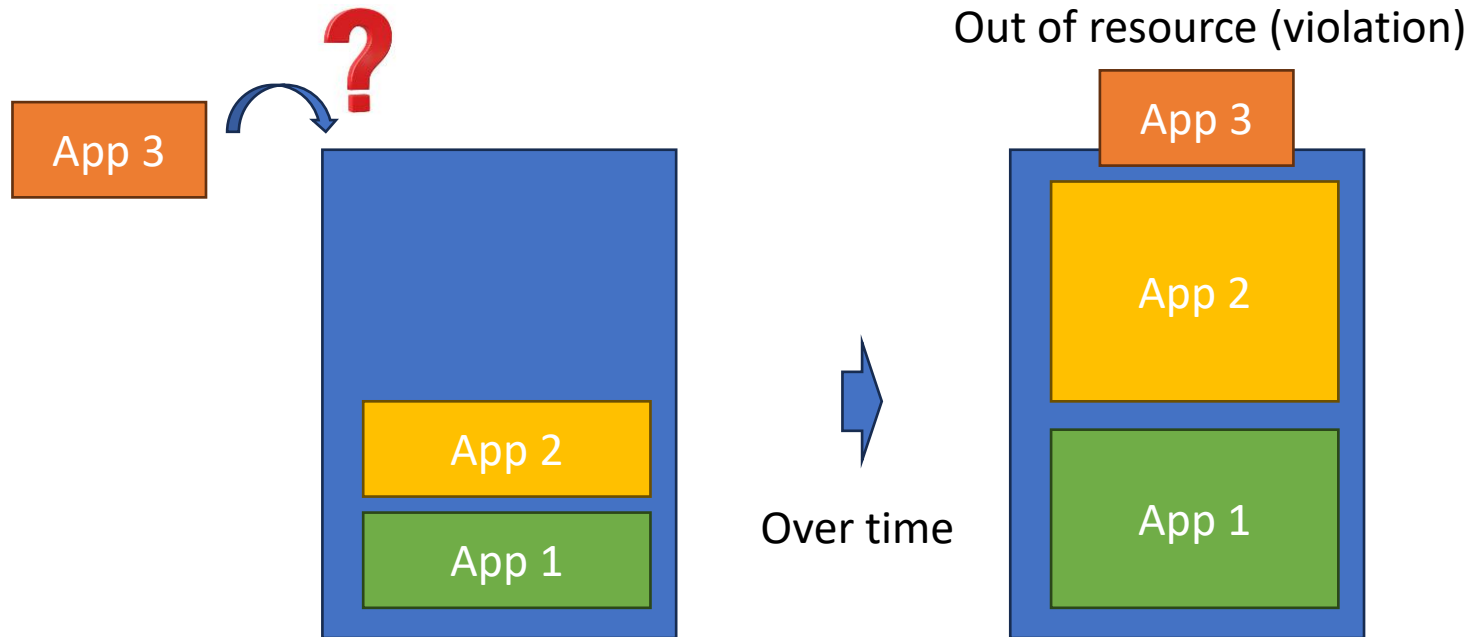 Out of resource (violation)
App 3
?
App 3
App 2
App 1
Over time
App 2
App 1